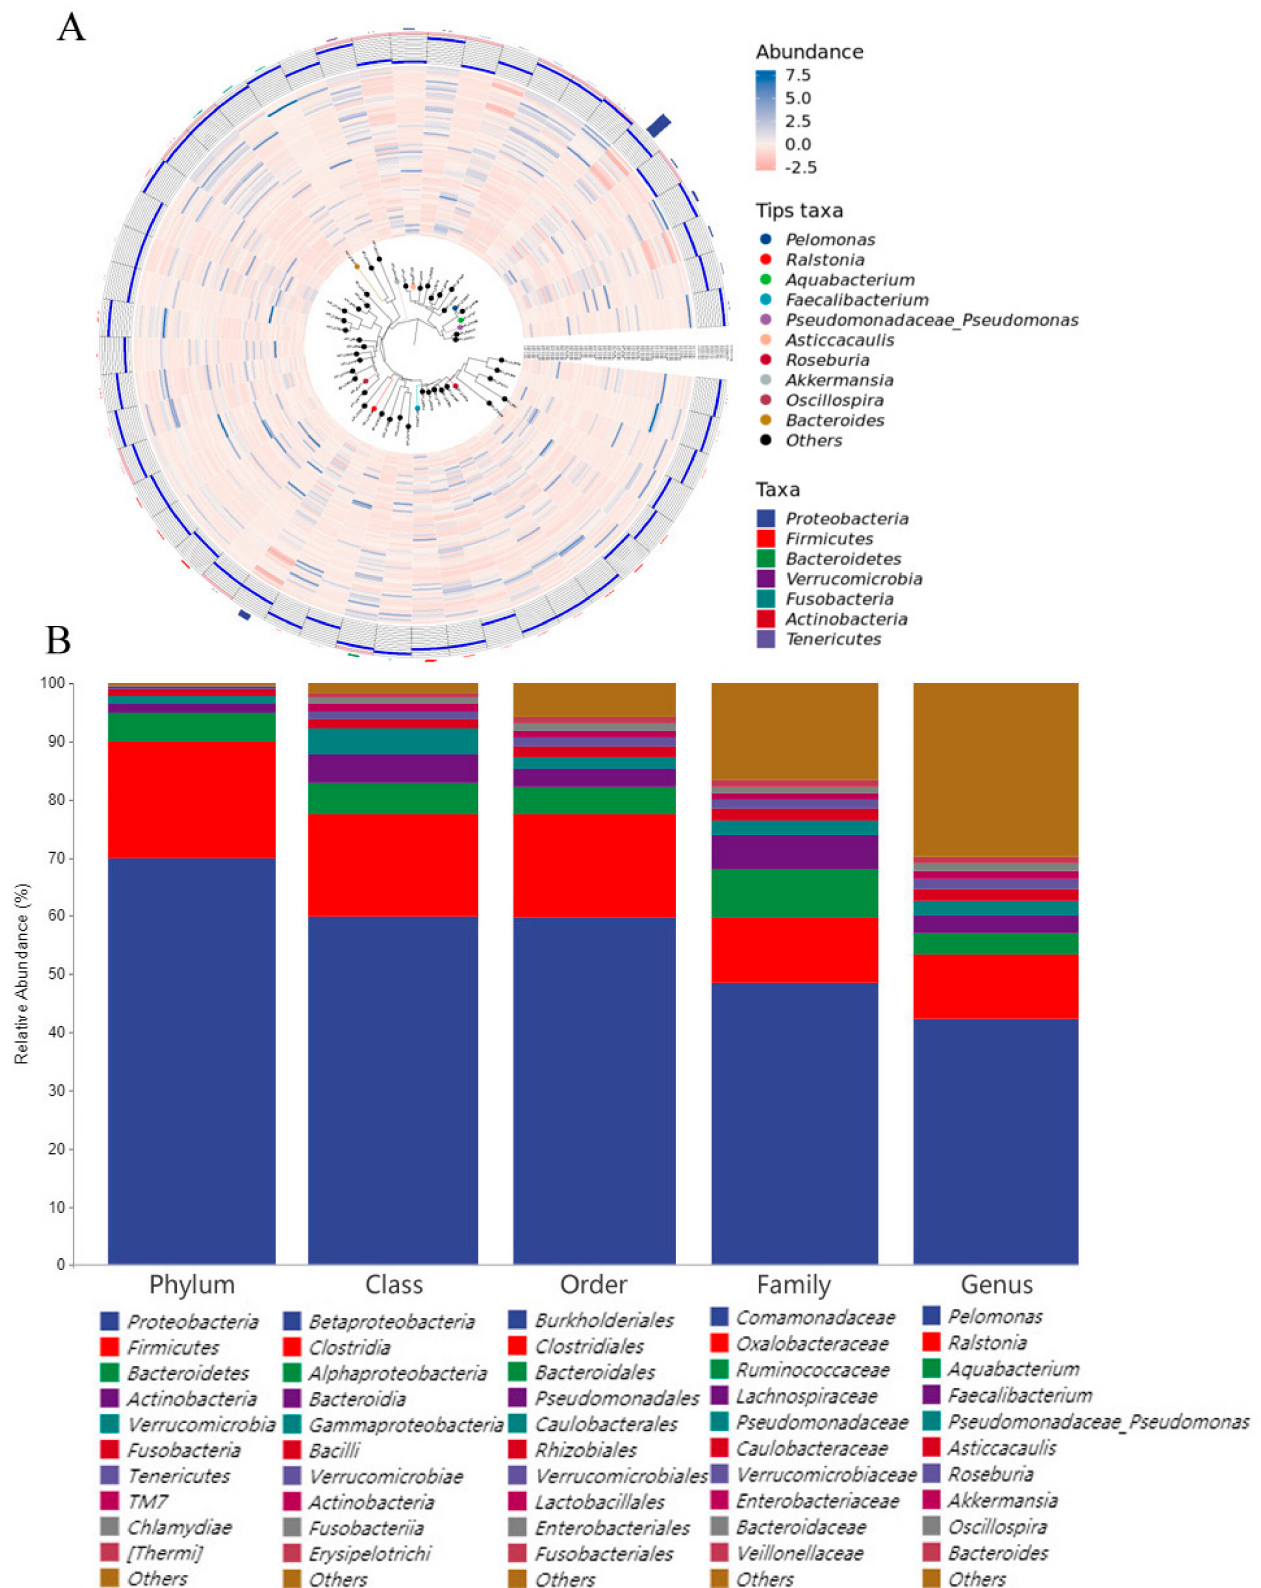 A
Abundance
7.5
5.0
2.5
0.0
-2.5
Tips taxa
Pelomonas
Ralstonia
Aquabacterium
Faecalibacterium
Pseudomonadaceae_Pseudomonas
Asticcacaulis
Roseburia
Akkermansia
Oscillospira
Bacteroides
Others
Taxa
Proteobacteria
Firmicutes
Bacteroidetes
Verrucomicrobia
Fusobacteria
Actinobacteria
Tenericutes
B
Relative Abundance (%)
100
90
80
70
60
50
40
30
20
10
0
Phylum Class Order Family Genus
Proteobacteria Betaproteobacteria Burkholderiales Comamonadaceae Pelomonas
Firmicutes Clostridia Clostridiales Oxalobacteraceae Ralstonia
Bacteroidetes Alphaproteobacteria Bacteroidales Ruminococcaceae Aquabacterium
Actinobacteria Bacteroidia Pseudomonadales Lachnospiraceae Faecalibacterium
Verrucomicrobia Gammaproteobacteria Caulobacterales Pseudomonadaceae Pseudomonadaceae_Pseudomonas
Fusobacteria Bacilli Rhizobiales Caulobacteraceae Asticcacaulis
Tenericutes Verrucomicrobiae Verrucomicrobiales Verrucomicrobiaceae Roseburia
TM7 Actinobacteria Lactobacillales Enterobacteriaceae Akkermansia
Chlamydiae Fusobacteriia Enterobacteriales Bacteroidaceae Oscillospira
[Thermi] Erysipelotrichi Fusobacteriales Veillonellaceae Bacteroides
Others Others Others Others Others